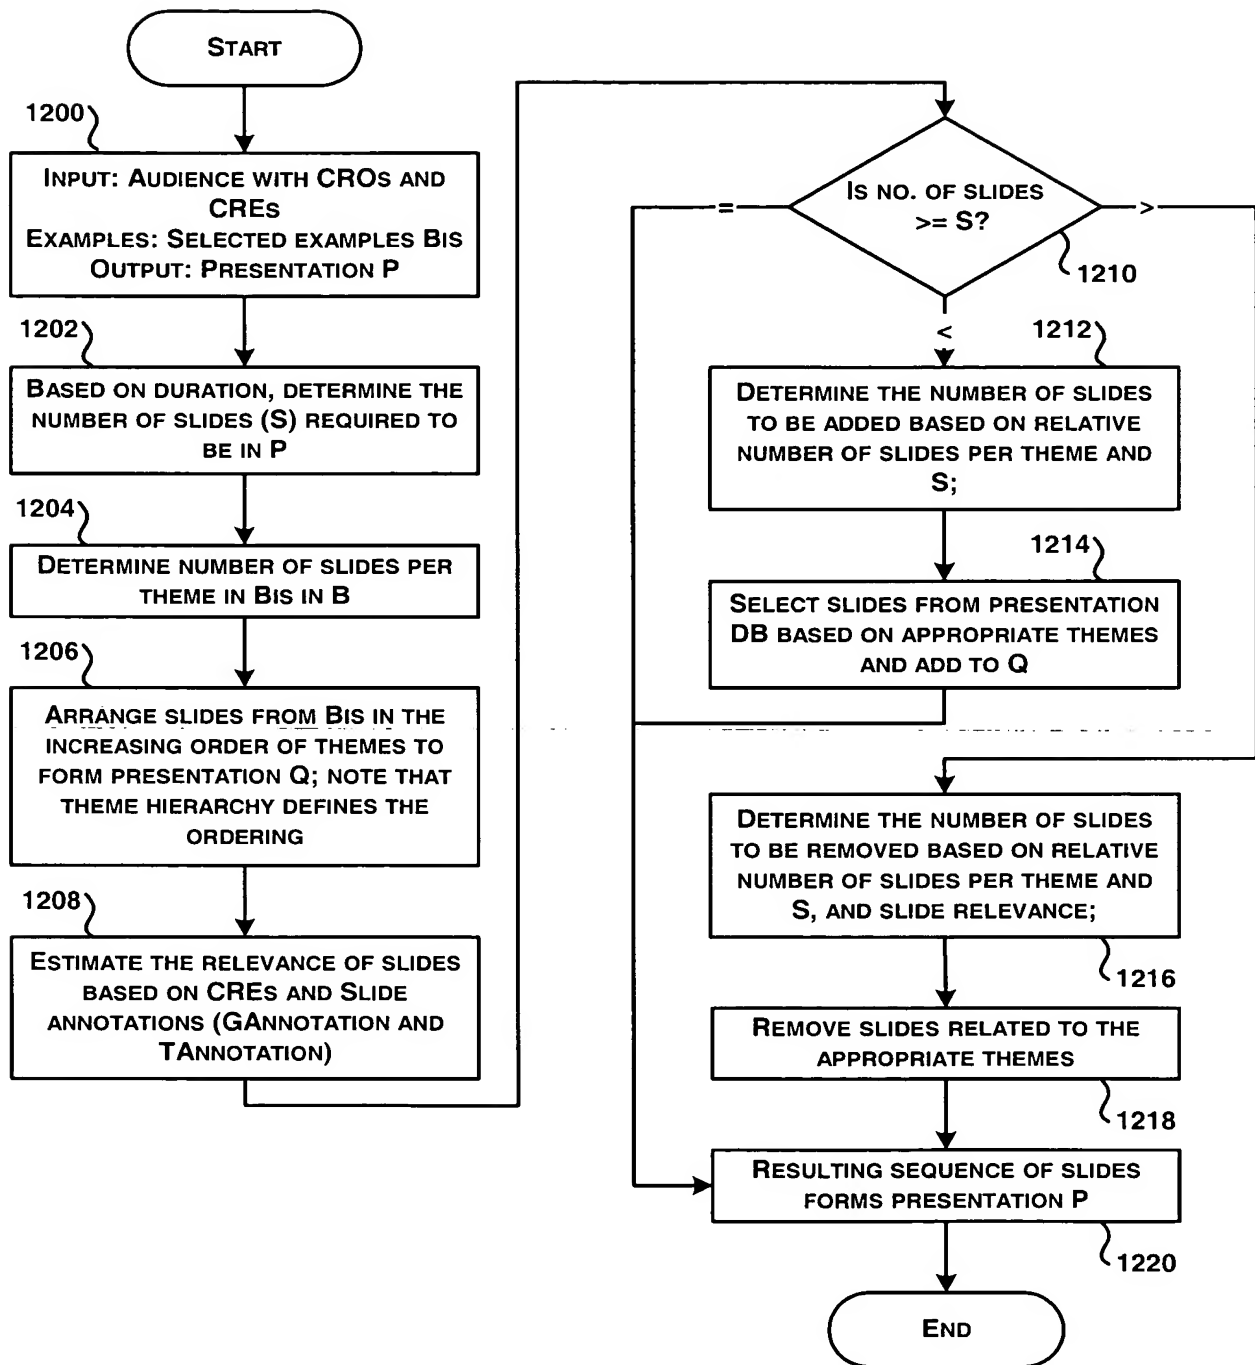 START
1200
INPUT: AUDIENCE WITH CROS AND
CRES
EXAMPLES: SELECTED EXAMPLES BIS
OUTPUT: PRESENTATION P
1202
BASED ON DURATION, DETERMINE THE
NUMBER OF SLIDES (S) REQUIRED TO
BE IN P
1204
DETERMINE NUMBER OF SLIDES PER
THEME IN BIS IN B
1206
ARRANGE SLIDES FROM BIS IN THE
INCREASING ORDER OF THEMES TO
FORM PRESENTATION Q; NOTE THAT
THEME HIERARCHY DEFINES THE
ORDERING
1208
ESTIMATE THE RELEVANCE OF SLIDES
BASED ON CRES AND SLIDE
ANNOTATIONS (GANNOTATION AND
TANNOTATION)
IS NO. OF SLIDES
>= S?
=
>
1210
<
1212
DETERMINE THE NUMBER OF SLIDES
TO BE ADDED BASED ON RELATIVE
NUMBER OF SLIDES PER THEME AND
S;
1214
SELECT SLIDES FROM PRESENTATION
DB BASED ON APPROPRIATE THEMES
AND ADD TO Q
DETERMINE THE NUMBER OF SLIDES
TO BE REMOVED BASED ON RELATIVE
NUMBER OF SLIDES PER THEME AND
S, AND SLIDE RELEVANCE;
1216
REMOVE SLIDES RELATED TO THE
APPROPRIATE THEMES
1218
RESULTING SEQUENCE OF SLIDES
FORMS PRESENTATION P
1220
END